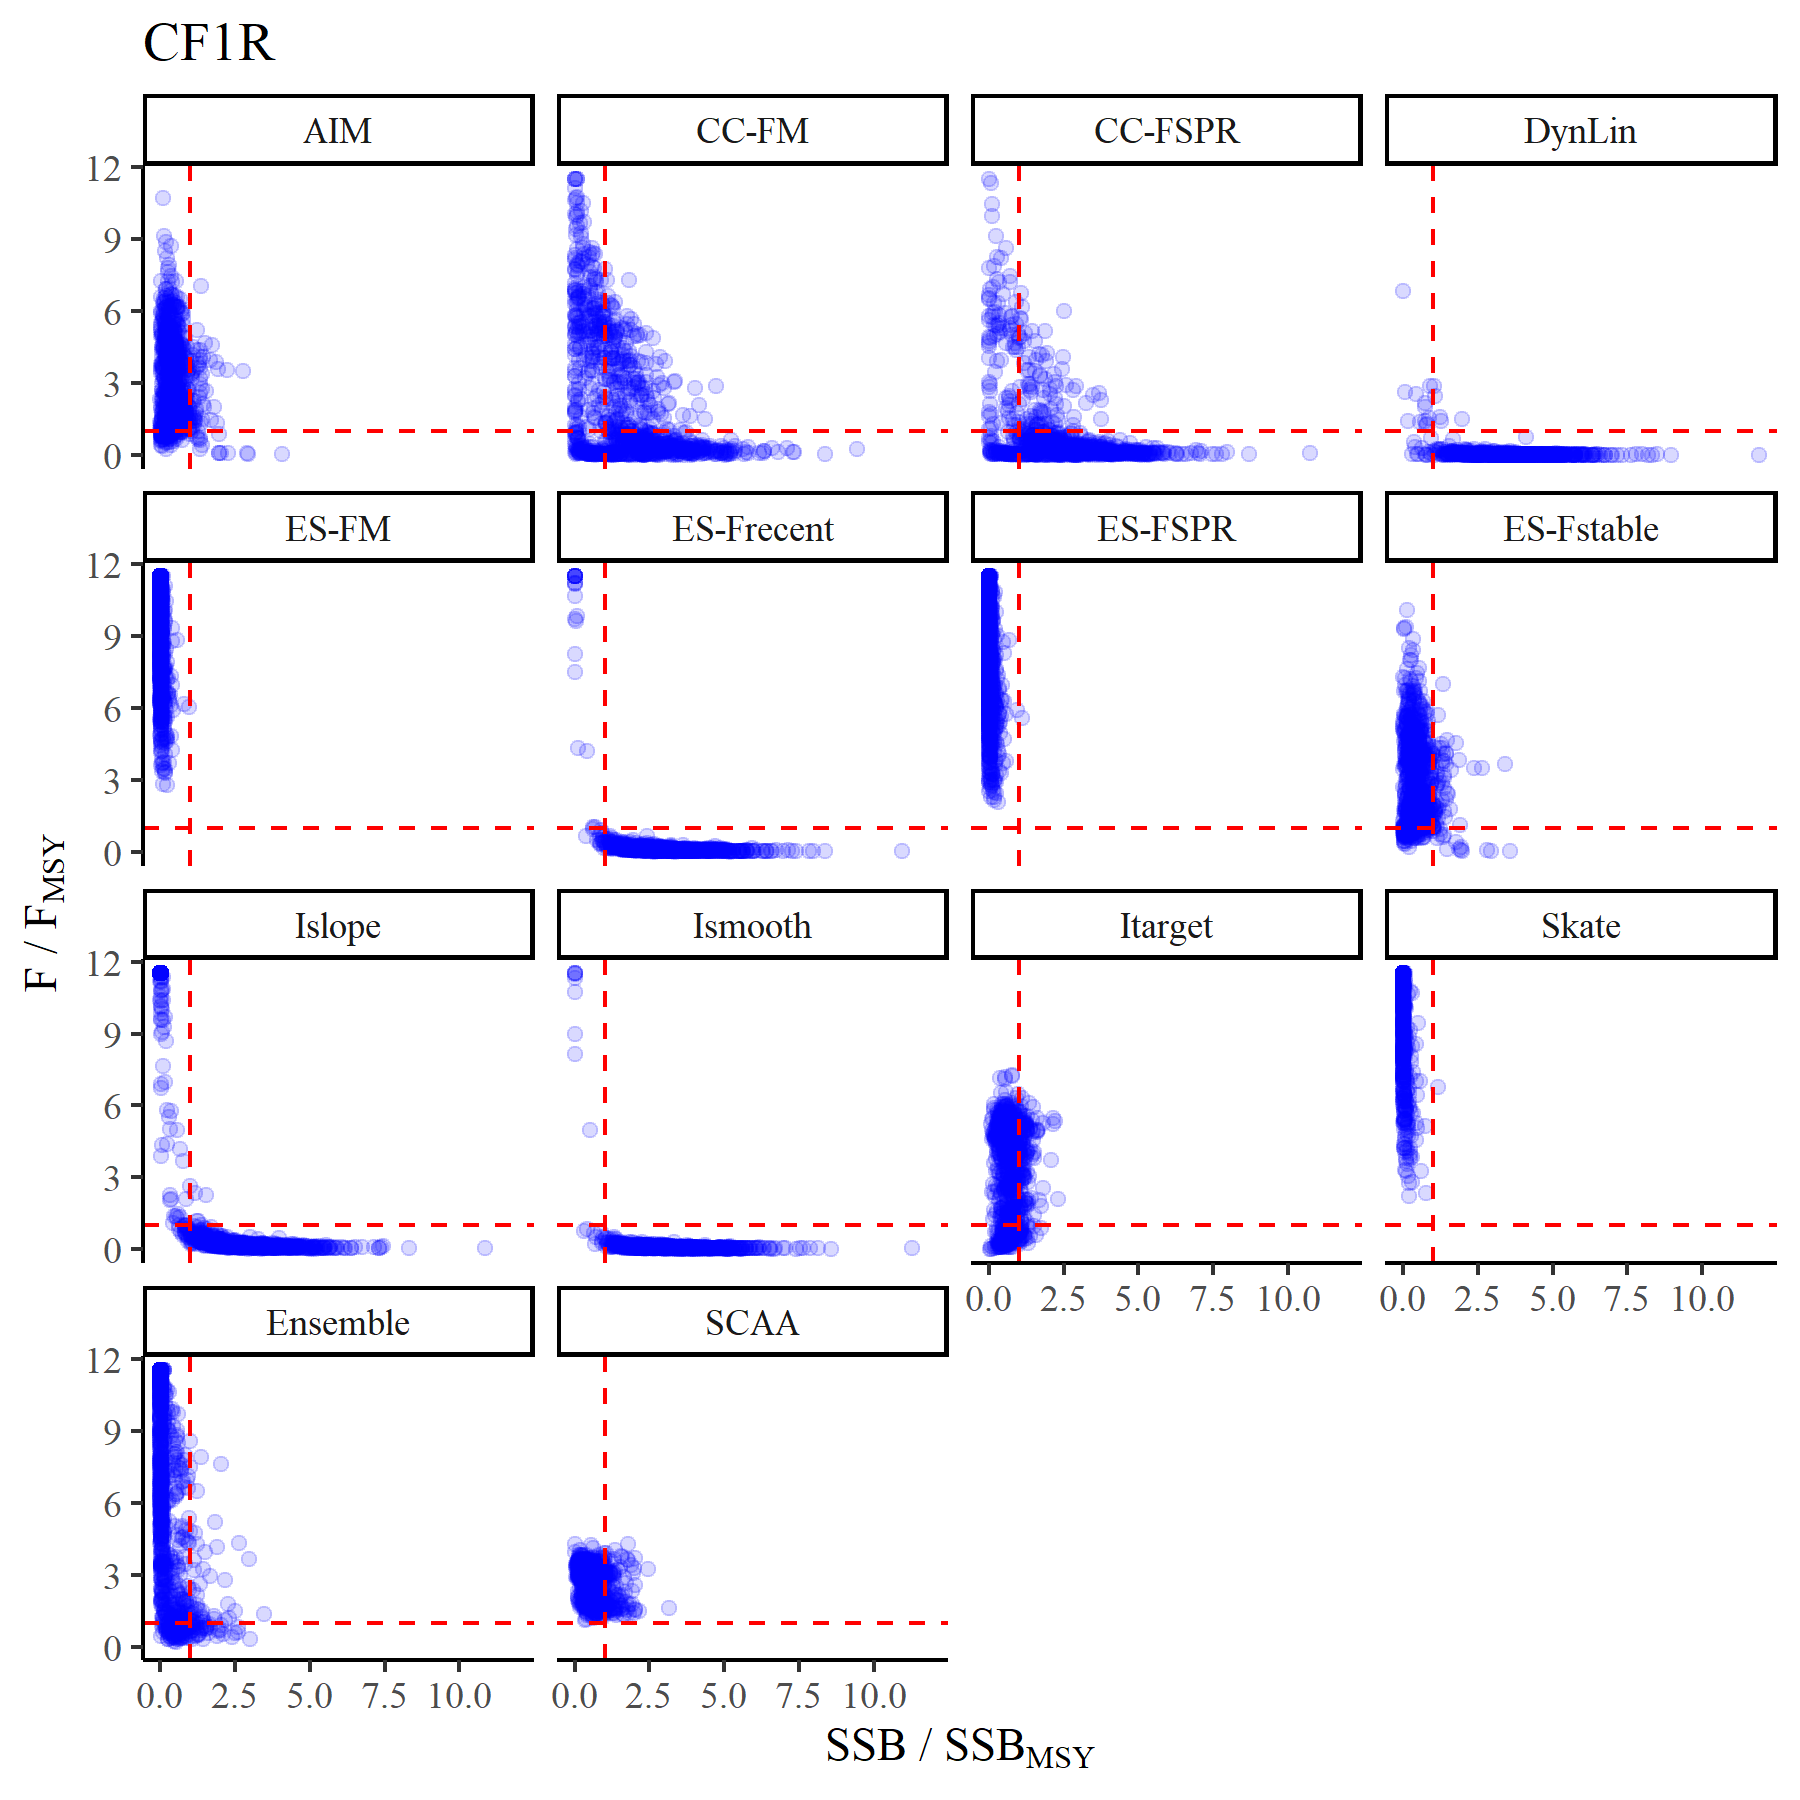 CF1R
AIM CC-FM CC-FSPR DynLin
12
9
6
3
0
ES-FM ES-Frecent ES-FSPR ES-Fstable
12
9
6
3
0
F / FMSY
Islope Ismooth Itarget Skate
12
9
6
3
0
0.0 2.5 5.0 7.5 10.0 0.0 2.5 5.0 7.5 10.0
Ensemble SCAA
12
9
6
3
0
0.0 2.5 5.0 7.5 10.0 0.0 2.5 5.0 7.5 10.0
SSB / SSBMSY